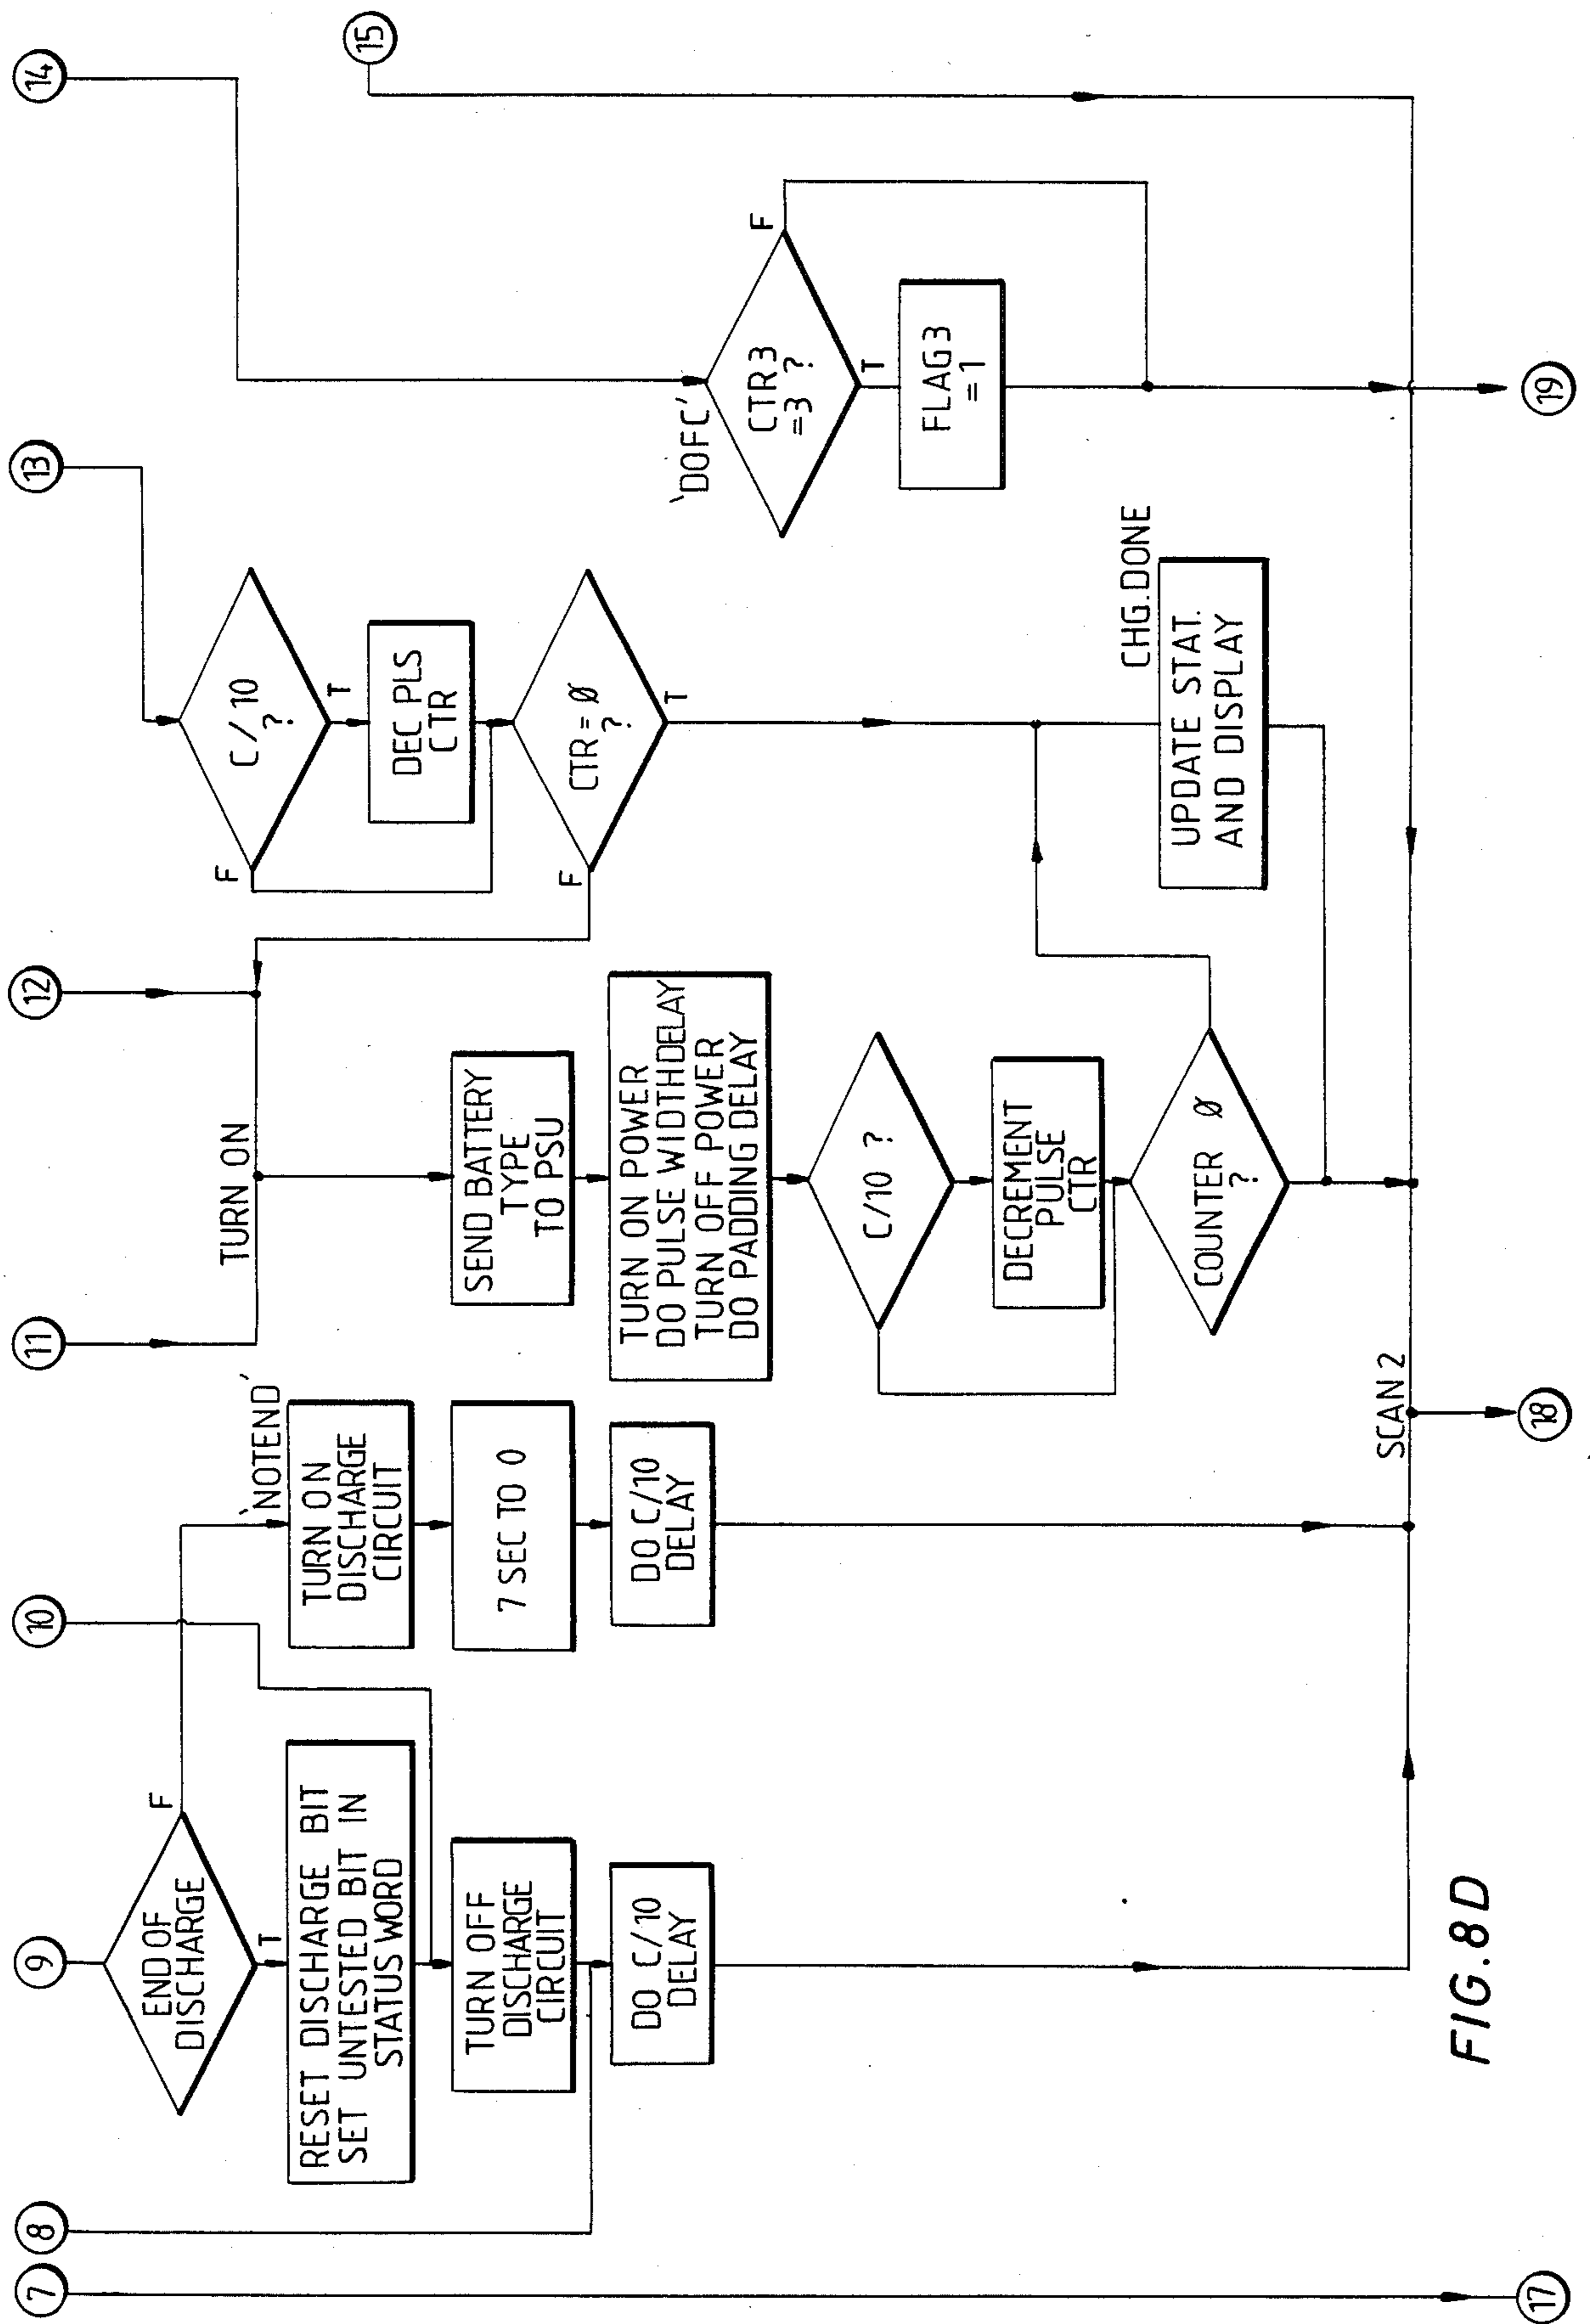 7
8
9
10
11
12
13
14
15
END OF
DISCHARGE
F
T
RESET DISCHARGE BIT
SET UNTESTED BIT IN
STATUS WORD
TURN OFF
DISCHARGE
CIRCUIT
DO C/10
DELAY
'NOTEND'
TURN ON
DISCHARGE
CIRCUIT
7 SEC TO 0
DO C/10
DELAY
TURN ON
SEND BATTERY
TYPE
TO PSU
TURN ON POWER
DO PULSE WIDTHDELAY
TURN OFF POWER
DO PADDING DELAY
C/10 ?
DECREMENT
PULSE
CTR
COUNTER Ø
?
C/10
?
F
T
DEC PLS
CTR
CTR = Ø
?
F
T
CHG.DONE
UPDATE STAT.
AND DISPLAY
'DOFC'
CTR3
=3 ?
F
T
FLAG3
=1
SCAN 2
17
18
19
FIG.8D